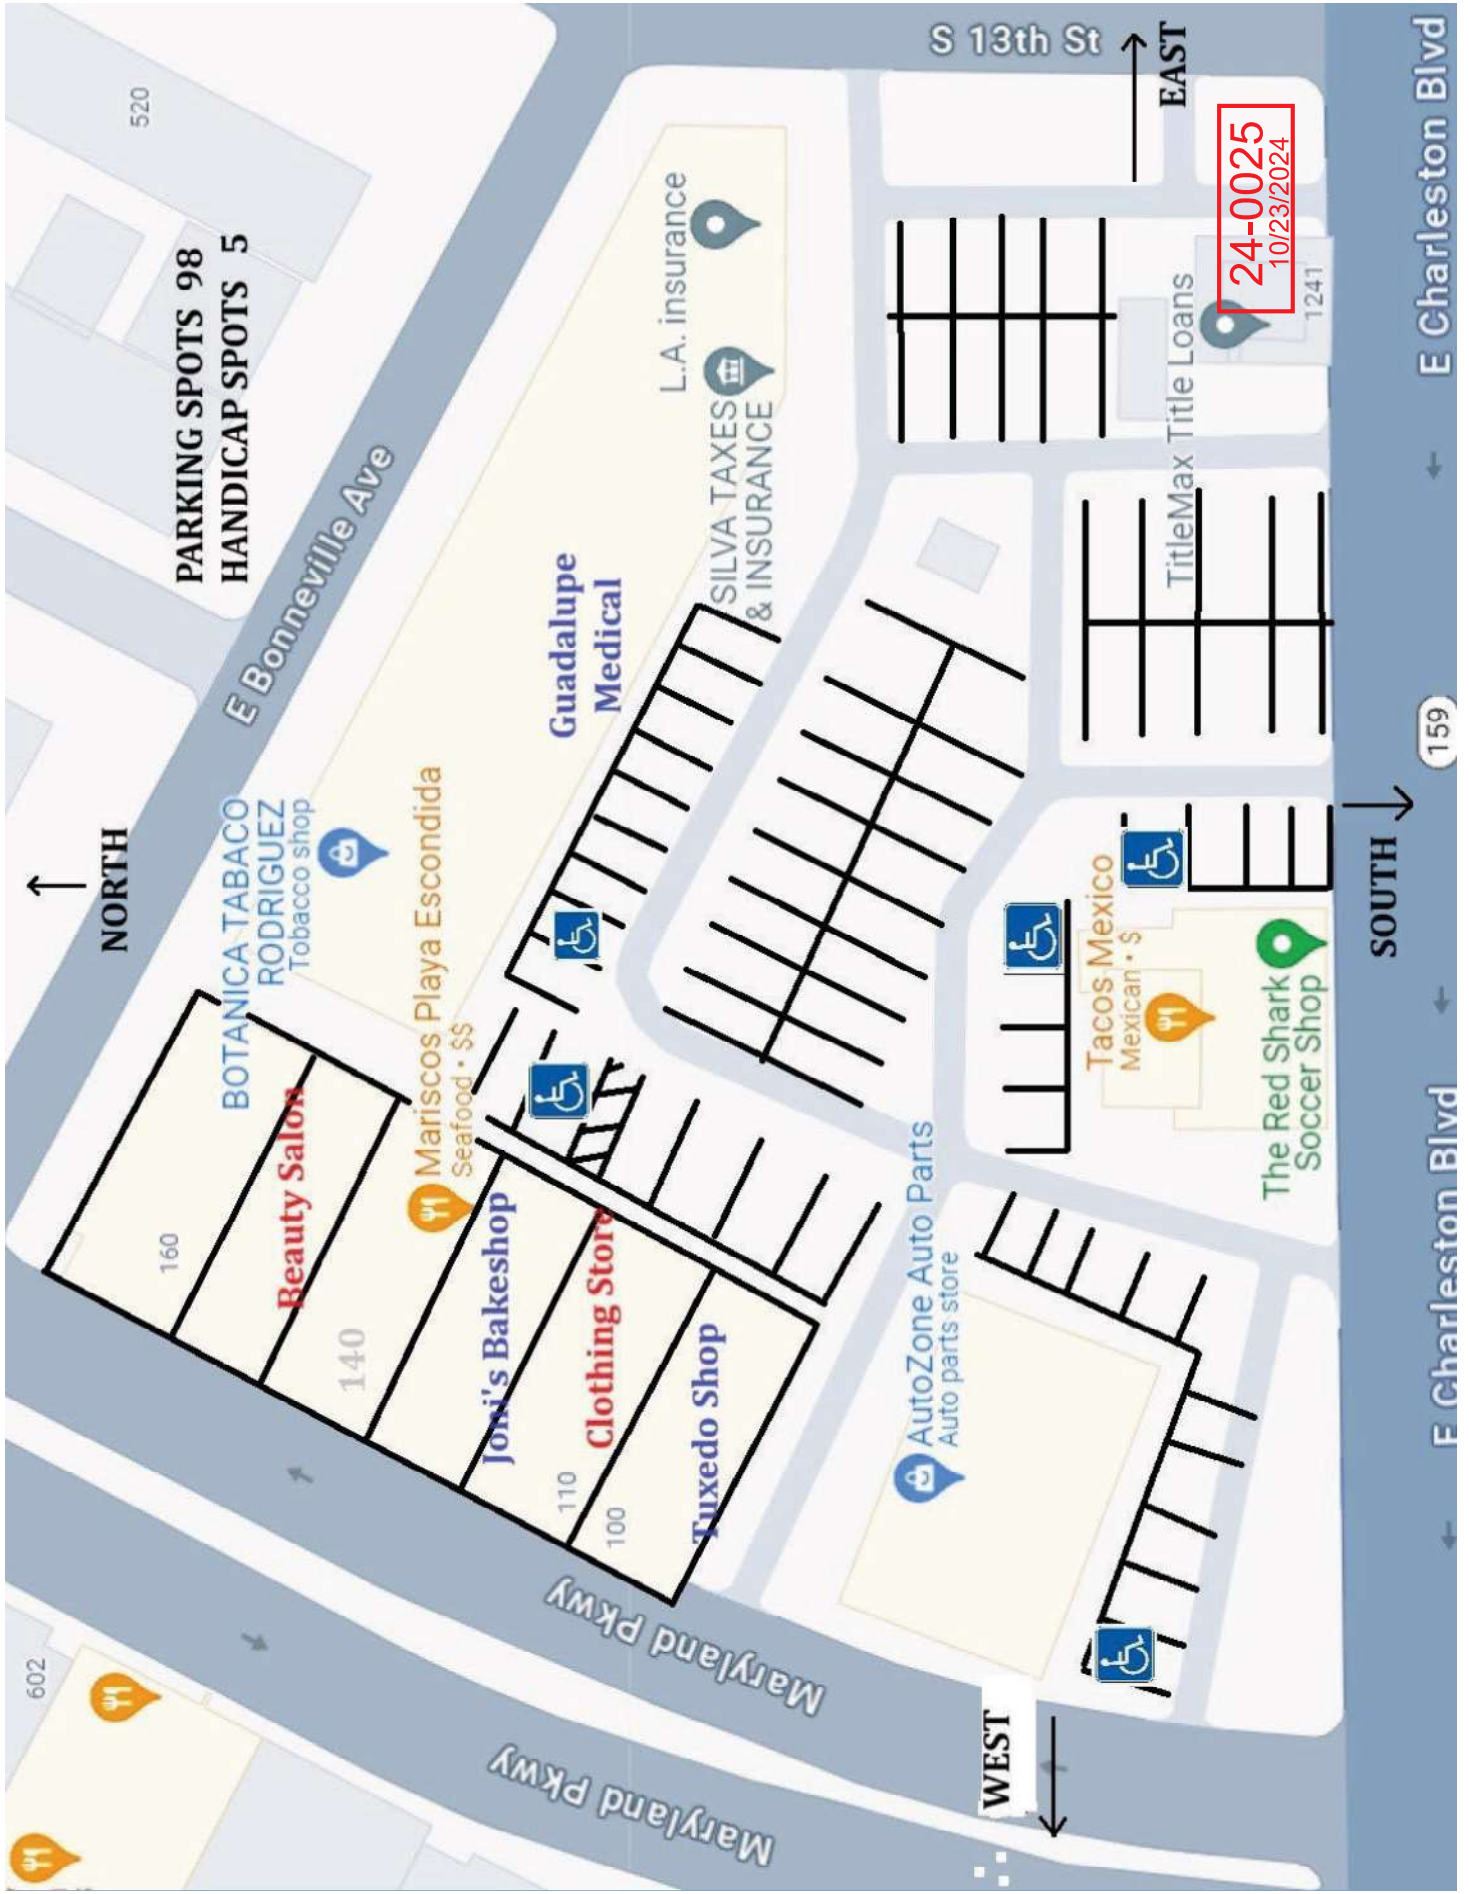 520
PARKING SPOTS 98
HANDICAP SPOTS 5
NORTH
E Bonneville Ave
S 13th St
EAST
24-0025
10/23/2024
L.A. insurance
SILVA TAXES
& INSURANCE
Guadalupe
Medical
TitleMax Title Loans
1241
E Charleston Blvd
BOTANICA TABACO
RODRIGUEZ
Tobacco shop
Mariscos Playa Escondida
Seafood • $$
159
SOUTH
Tacos Mexico
Mexican • $
The Red Shark
Soccer Shop
E Charleston Blvd
160
Beauty Salon
140
Joni's Bakeshop
Clothing Store
110
100
Tuxedo Shop
AutoZone Auto Parts
Auto parts store
Maryland Pkwy
Maryland Pkwy
602
WEST